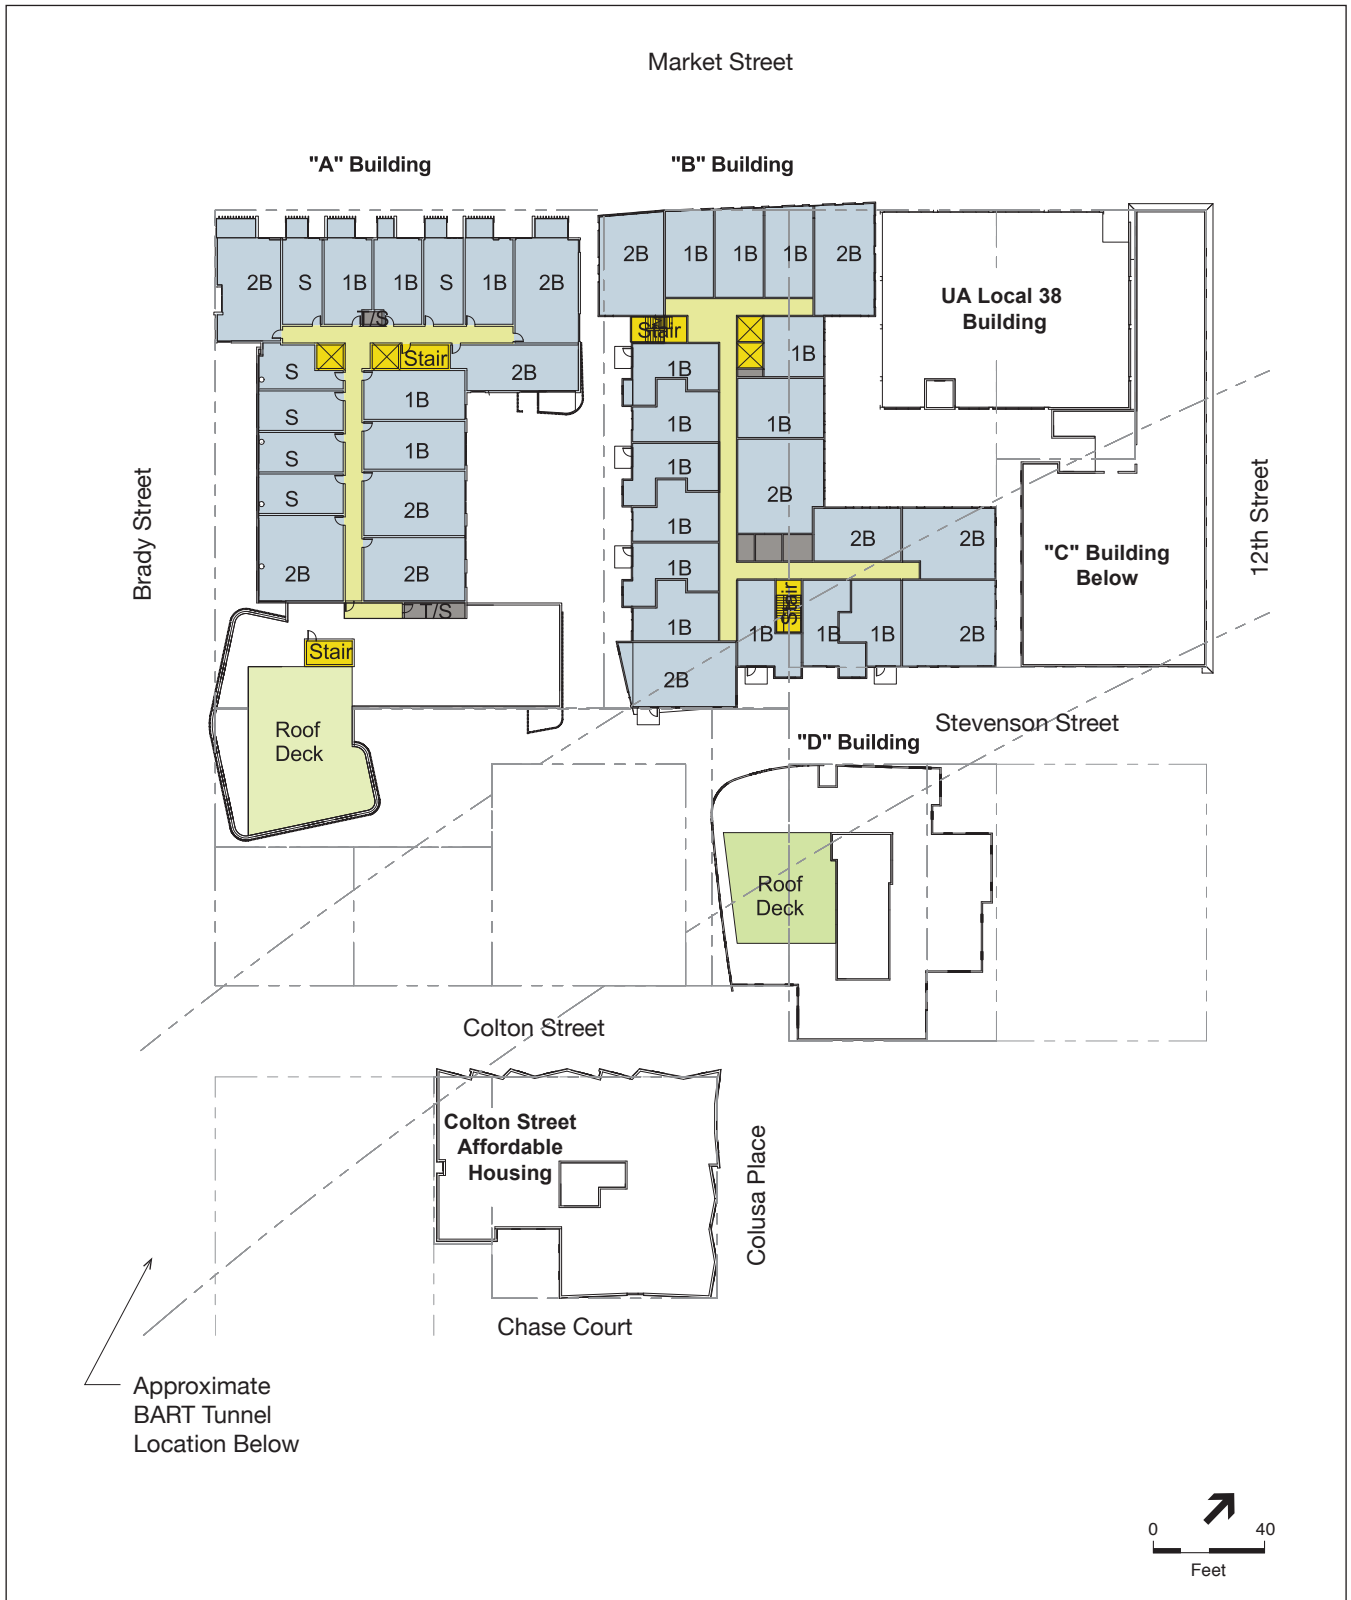 Market Street
"A" Building
"B" Building
2B
S
1B
1B
S
1B
2B
2B
1B
1B
1B
2B
UA Local 38
Building
T/S
Stair
Stair
S
2B
1B
1B
S
1B
1B
1B
S
1B
1B
S
2B
2B
1B
2B
2B
2B
2B
1B
"C" Building
Below
Brady Street
12th Street
T/S
1B
Stair
1B
1B
1B
2B
Stair
2B
Roof
Deck
Stevenson Street
"D" Building
Roof
Deck
Colton Street
Colton Street
Affordable
Housing
Colusa Place
Chase Court
Approximate
BART Tunnel
Location Below
0 40
Feet